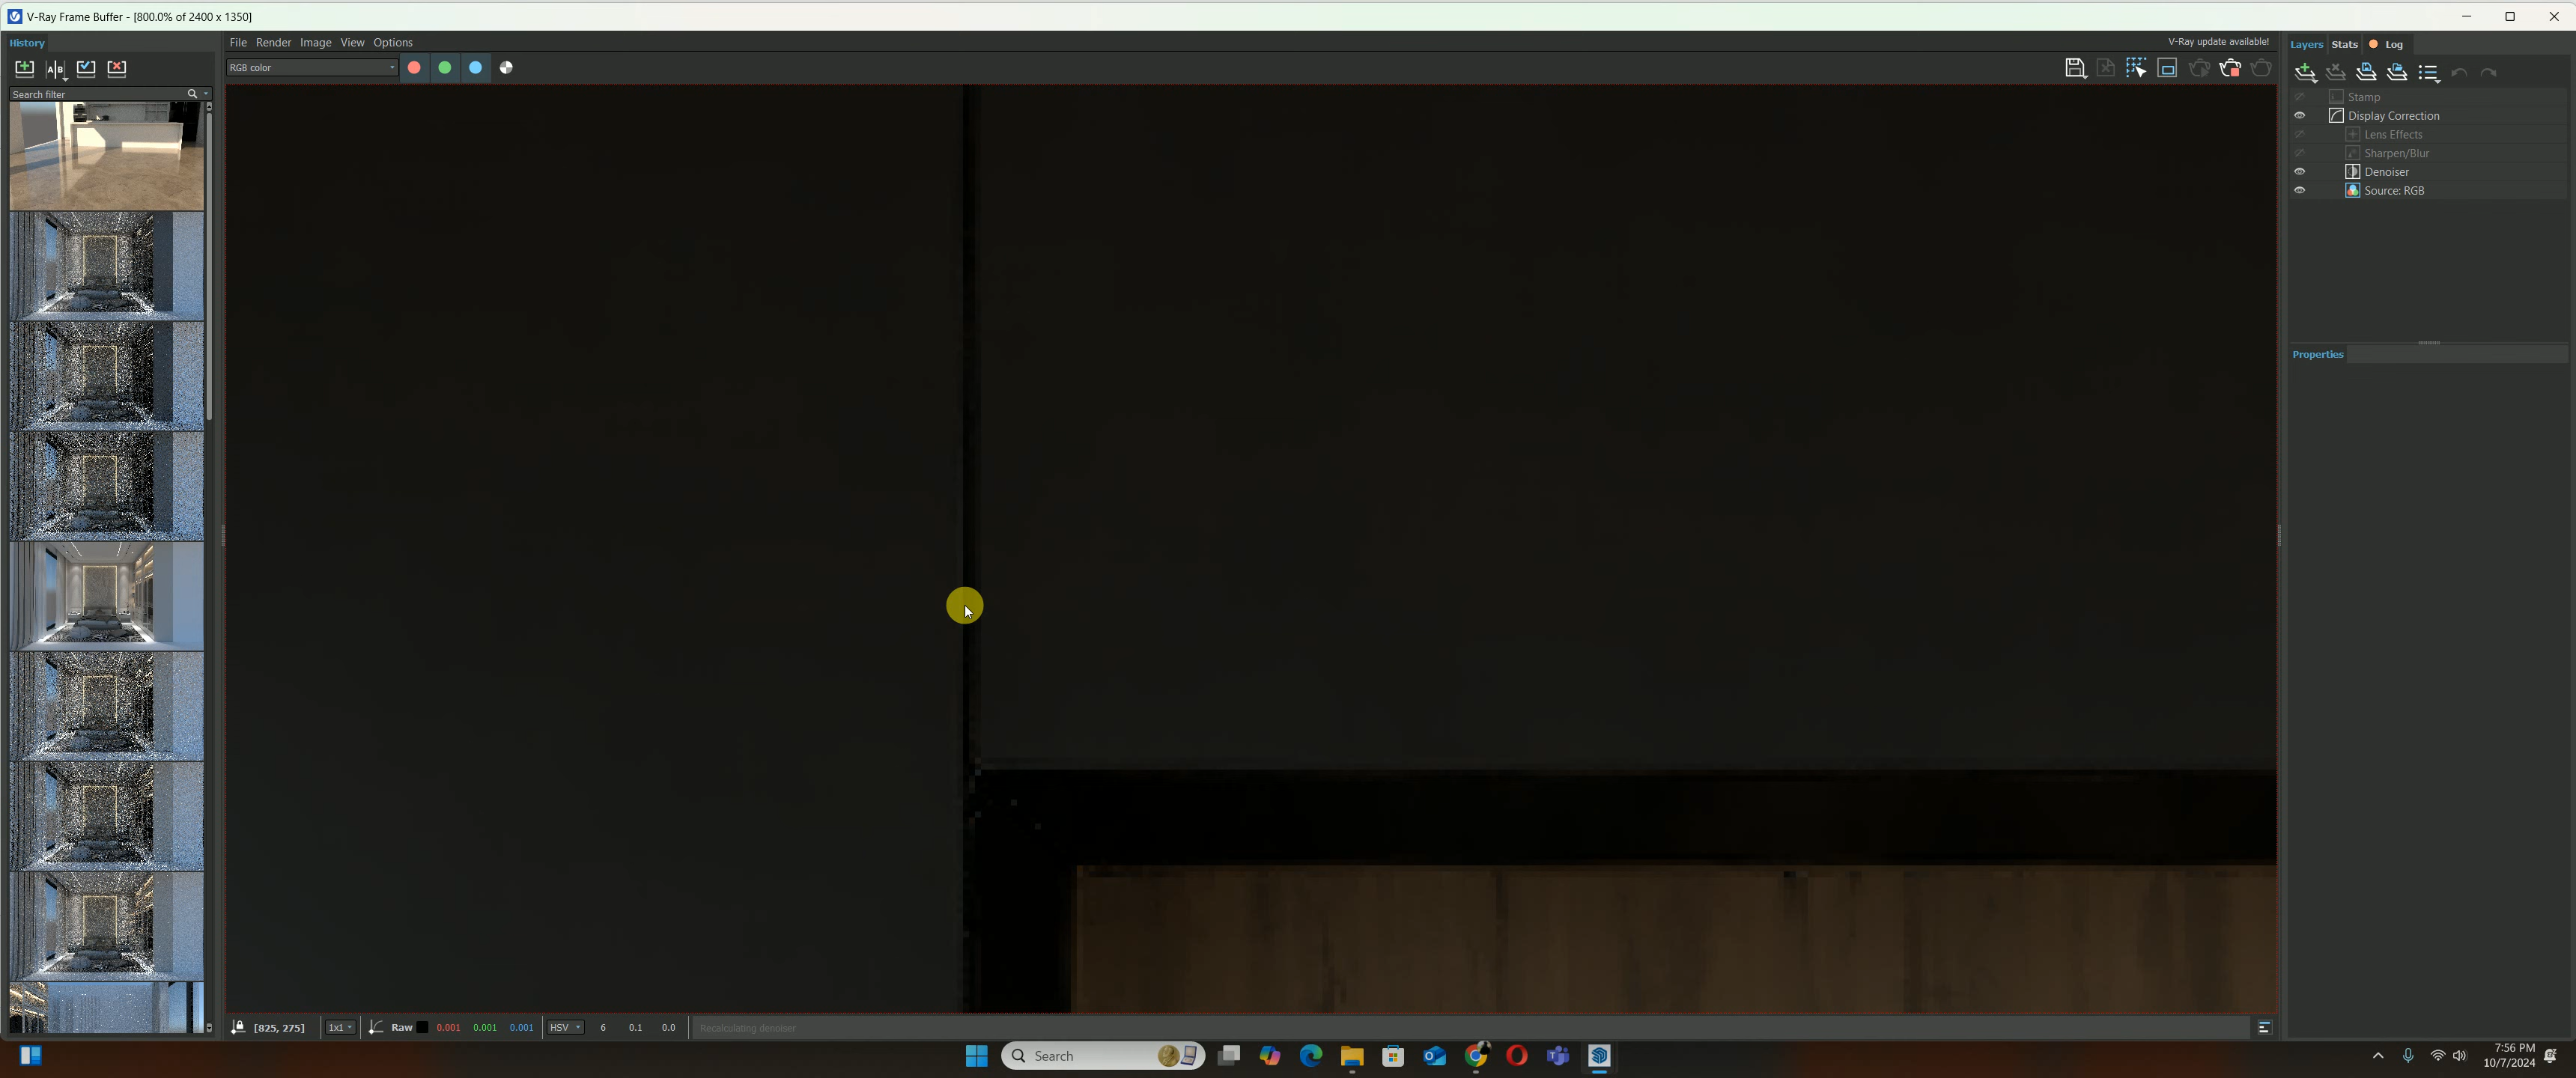 V-Ray Frame Buffer - [800.0% of 2400 x 1350]
History
File Render Image View Options
V-Ray update available!
Layers Stats Log
A|B
RGB color
Search filter
Stamp
Display Correction
Lens Effects
Sharpen/Blur
Denoiser
Source: RGB
Properties
[825, 275] 1x1 Raw 0.001 0.001 0.001 HSV 6 0.1 0.0 Recalculating denoiser
Search
7:56 PM
10/7/2024